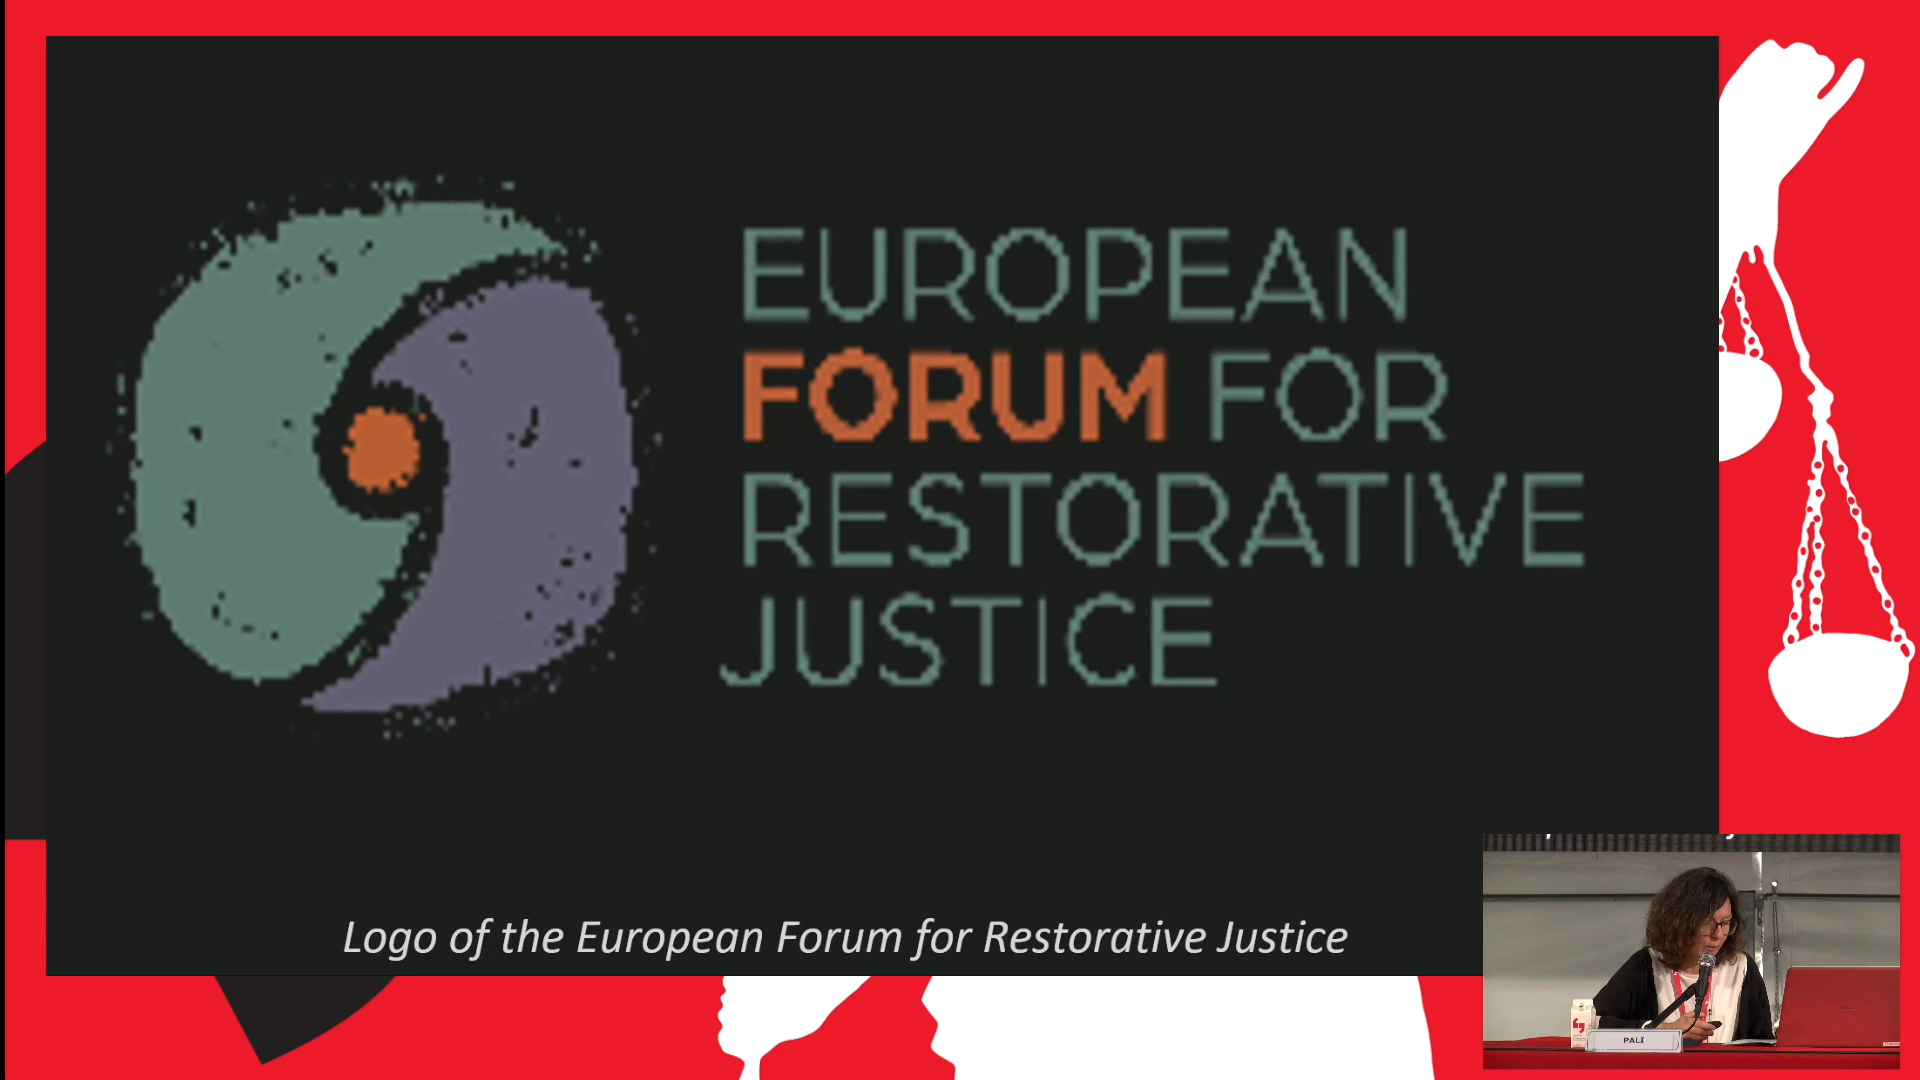 EUROPEAN
FORUM FOR
RESTORATIVE
JUSTICE
Logo of the European Forum for Restorative Justice
PALI